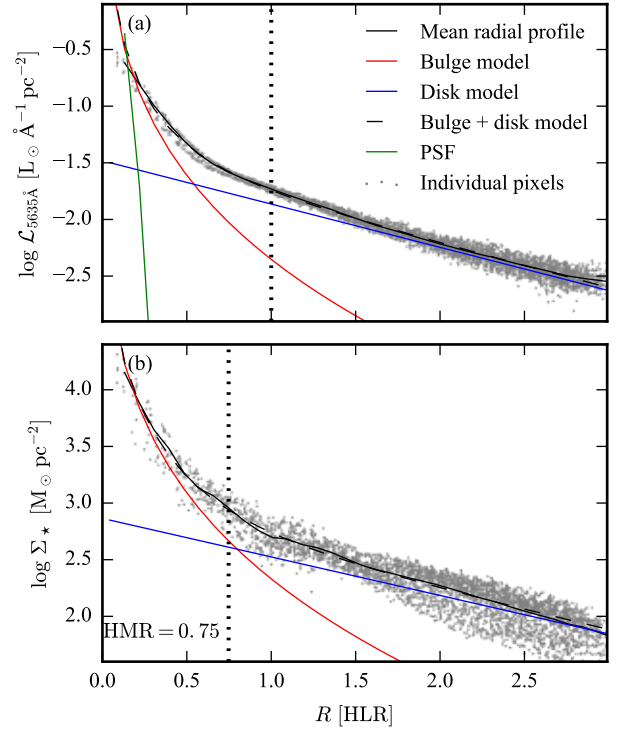 (a)
Mean radial profile
Bulge model
Disk model
Bulge + disk model
PSF
Individual pixels
−0.5
−1.0
−1.5
−2.0
−2.5
log ℒ₅₆₃₅Å [L⊙ Å⁻¹ pc⁻²]
(b)
4.0
3.5
3.0
2.5
2.0
log Σ⋆ [M⊙ pc⁻²]
HMR = 0.75
0.0 0.5 1.0 1.5 2.0 2.5
R [HLR]